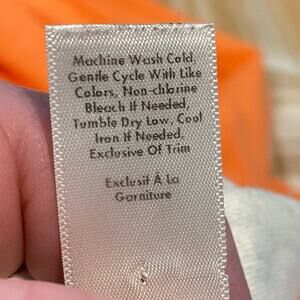 Machine Wash Cold,
Gentle Cycle With Like
Colors, Non-chlorine
Bleach If Needed,
Tumble Dry Low, Cool
Iron If Needed,
Exclusive Of Trim
Exclusif À La
Garniture